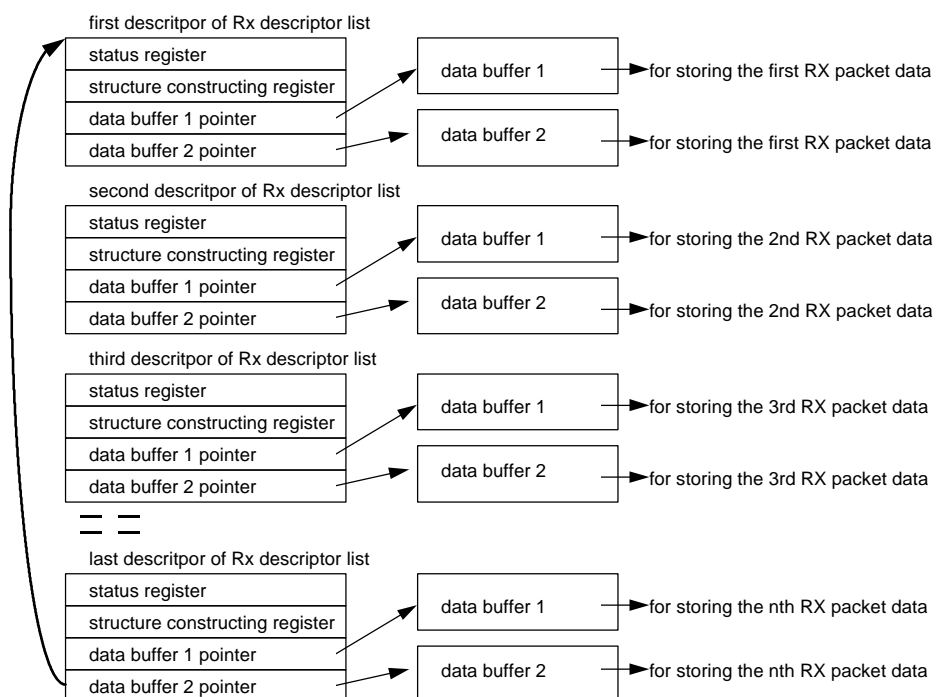 first descritpor of Rx descriptor list
status register
structure constructing register
data buffer 1 pointer
data buffer 2 pointer
data buffer 1
for storing the first RX packet data
data buffer 2
for storing the first RX packet data
second descritpor of Rx descriptor list
status register
structure constructing register
data buffer 1 pointer
data buffer 2 pointer
data buffer 1
for storing the 2nd RX packet data
data buffer 2
for storing the 2nd RX packet data
third descritpor of Rx descriptor list
status register
structure constructing register
data buffer 1 pointer
data buffer 2 pointer
data buffer 1
for storing the 3rd RX packet data
data buffer 2
for storing the 3rd RX packet data
last descritpor of Rx descriptor list
status register
structure constructing register
data buffer 1 pointer
data buffer 2 pointer
data buffer 1
for storing the nth RX packet data
data buffer 2
for storing the nth RX packet data